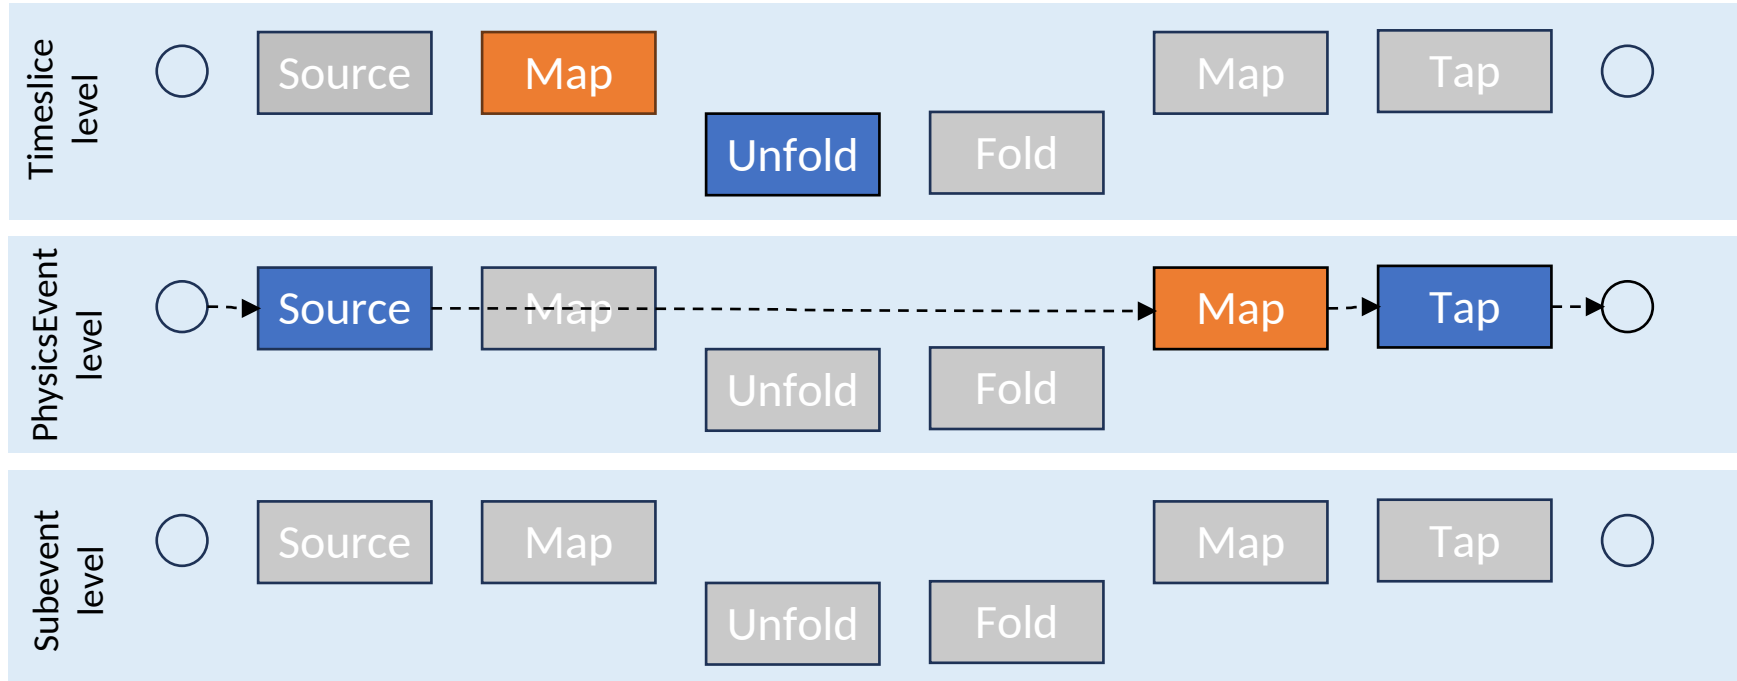 Timeslice
level
Source
Map
Unfold
Fold
Map
Tap
PhysicsEvent
level
Source
Map
Unfold
Fold
Map
Tap
Subevent
level
Source
Map
Unfold
Fold
Map
Tap